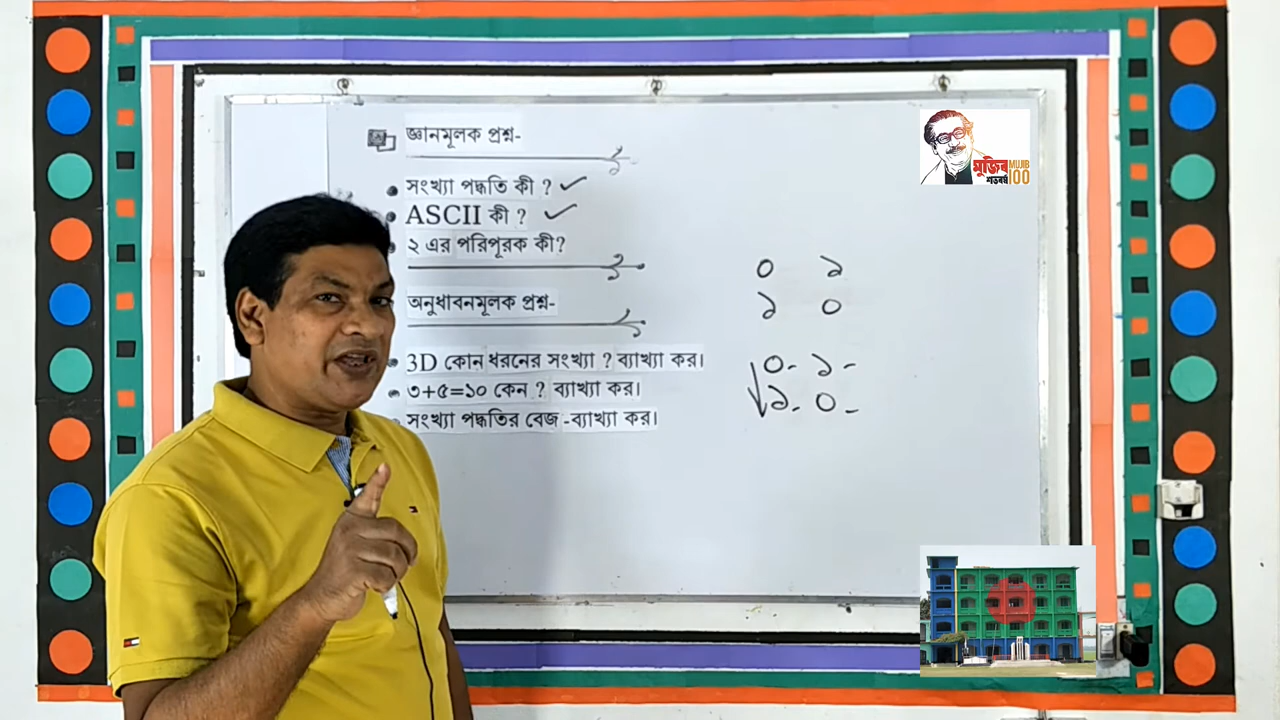 জ্ঞানমূলক প্রশ্ন-
সংখ্যা পদ্ধতি কী ?
ASCII কী ?
২ এর পরিপূরক কী?
অনুধাবনমূলক প্রশ্ন-
3D কোন ধরনের সংখ্যা ? ব্যাখ্যা কর।
৩+৫=১০ কেন ? ব্যাখ্যা কর।
সংখ্যা পদ্ধতির বেজ -ব্যাখ্যা কর।
০ ১
১ ০
০- ১-
১- ০-
মুজিব MUJIB
শতবর্ষ 100